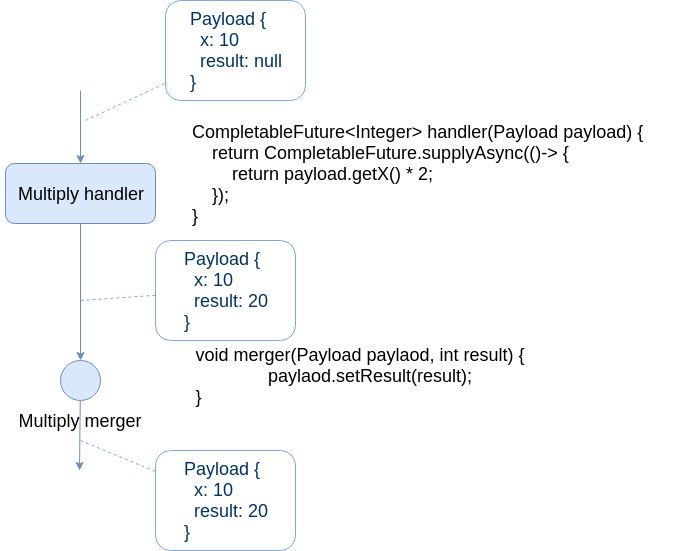 Payload {
x: 10
result: null
}
CompletableFuture<Integer> handler(Payload payload) {
return CompletableFuture.supplyAsync(()-> {
return payload.getX() * 2;
});
}
Multiply handler
Payload {
x: 10
result: 20
}
void merger(Payload paylaod, int result) {
paylaod.setResult(result);
}
Multiply merger
Payload {
x: 10
result: 20
}